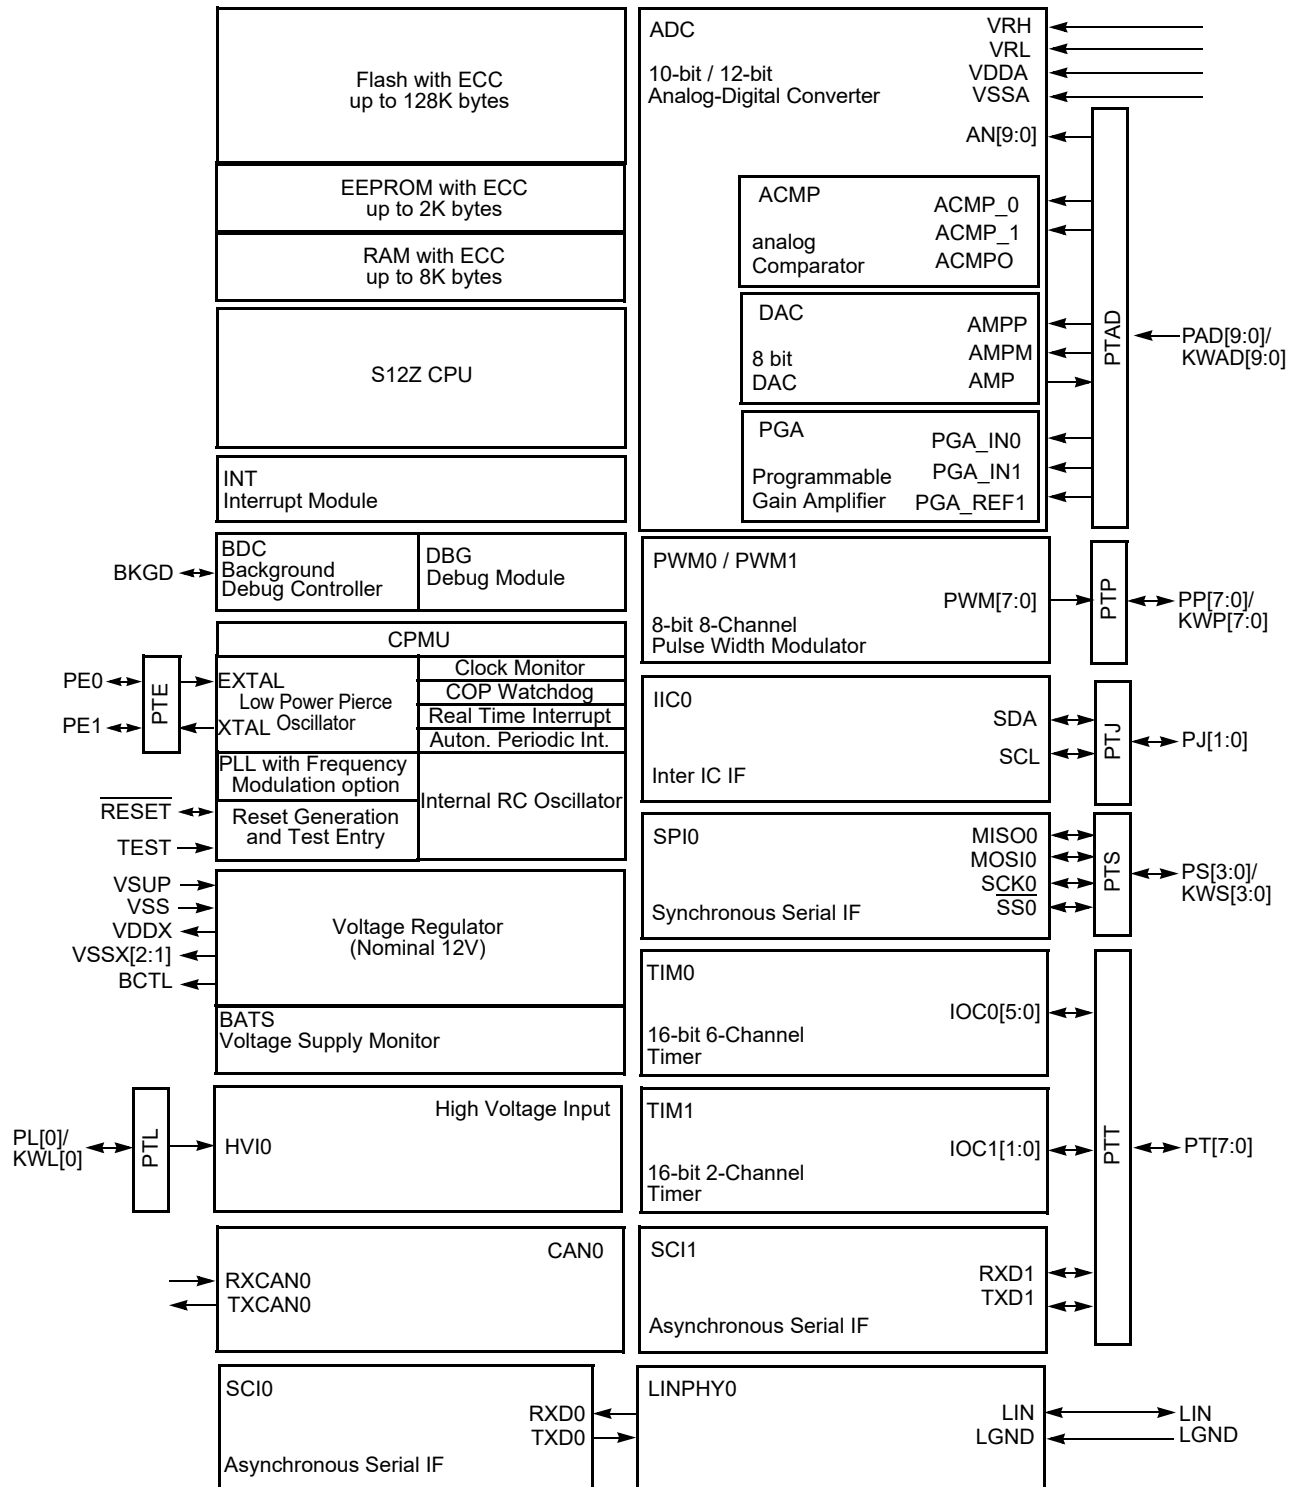 Flash with ECC
up to 128K bytes
EEPROM with ECC
up to 2K bytes
RAM with ECC
up to 8K bytes
S12Z CPU
INT
Interrupt Module
BKGD
BDC
Background
Debug Controller
DBG
Debug Module
CPMU
PE0
PE1
PTE
EXTAL
Low Power Pierce
XTAL Oscillator
Clock Monitor
COP Watchdog
Real Time Interrupt
Auton. Periodic Int.
PLL with Frequency
Modulation option
Internal RC Oscillator
RESET
TEST
Reset Generation
and Test Entry
VSUP
VSS
VDDX
VSSX[2:1]
BCTL
Voltage Regulator
(Nominal 12V)
BATS
Voltage Supply Monitor
PL[0]/
KWL[0]
PTL
High Voltage Input
HVI0
CAN0
RXCAN0
TXCAN0
SCI0
RXD0
TXD0
Asynchronous Serial IF
ADC
10-bit / 12-bit
Analog-Digital Converter
VRH
VRL
VDDA
VSSA
AN[9:0]
ACMP
analog
Comparator
ACMP_0
ACMP_1
ACMPO
DAC
8 bit
DAC
AMPP
AMPM
AMP
PGA
Programmable
Gain Amplifier
PGA_IN0
PGA_IN1
PGA_REF1
PTAD
PAD[9:0]/
KWAD[9:0]
PWM0 / PWM1
PWM[7:0]
8-bit 8-Channel
Pulse Width Modulator
PTP
PP[7:0]/
KWP[7:0]
IIC0
SDA
SCL
Inter IC IF
PTJ
PJ[1:0]
SPI0
MISO0
MOSI0
SCK0
SS0
Synchronous Serial IF
PTS
PS[3:0]/
KWS[3:0]
TIM0
IOC0[5:0]
16-bit 6-Channel
Timer
TIM1
IOC1[1:0]
16-bit 2-Channel
Timer
PTT
PT[7:0]
SCI1
RXD1
TXD1
Asynchronous Serial IF
LINPHY0
LIN
LGND
LIN
LGND